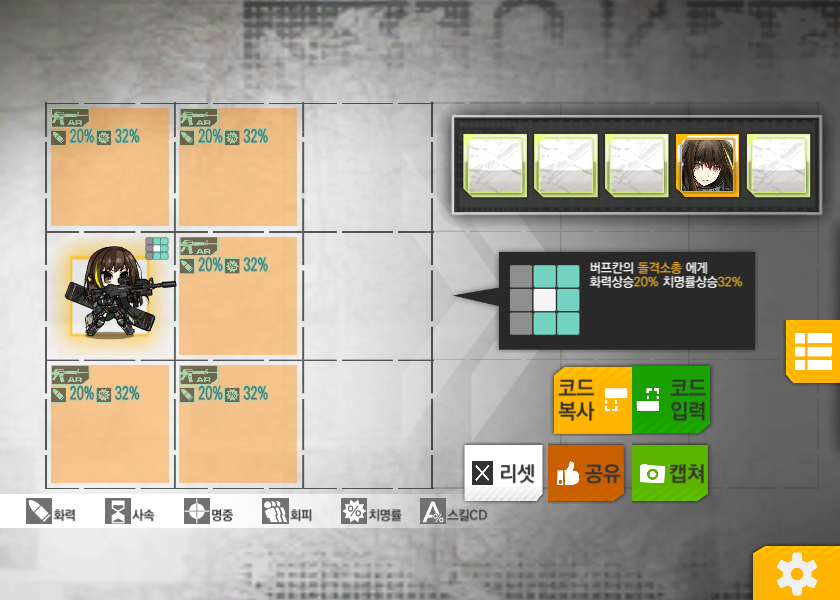 AR
20% 32%
AR
20% 32%
AR
20% 32%
AR
20% 32%
AR
20% 32%
버프칸의 돌격소총 에게
화력상승20% 치명률상승32%
코드
복사
코드
입력
리셋
공유
캡쳐
화력
사속
명중
회피
% 치명률
A% 스킬CD